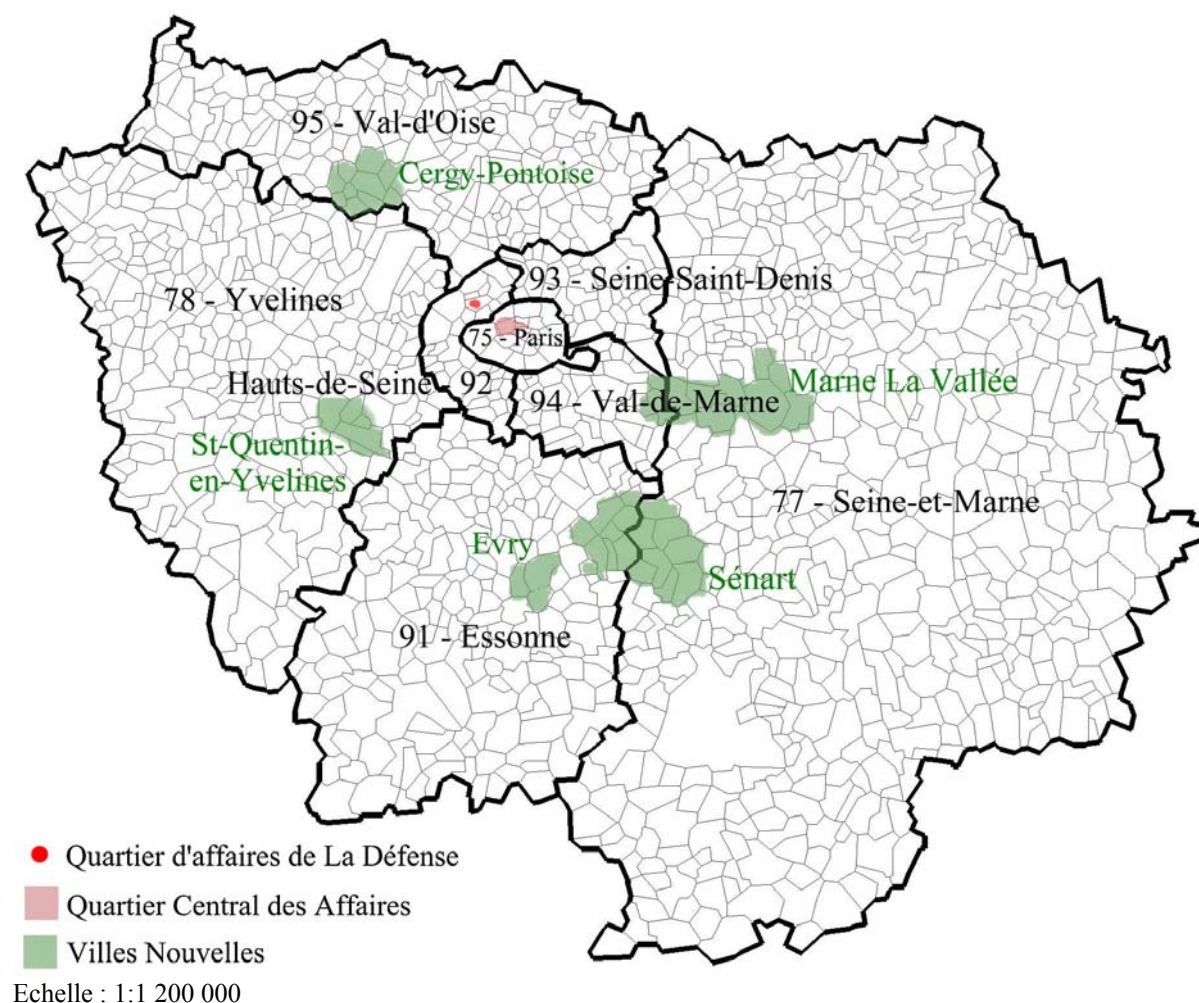 95 - Val-d'Oise
Cergy-Pontoise
93 - Seine-Saint-Denis
78 - Yvelines
75 - Paris
Hauts-de-Seine - 92
Marne La Vallée
94 - Val-de-Marne
St-Quentin-
en-Yvelines
77 - Seine-et-Marne
Evry
Sénart
91 - Essonne
Quartier d'affaires de La Défense
Quartier Central des Affaires
Villes Nouvelles
Echelle : 1:1 200 000